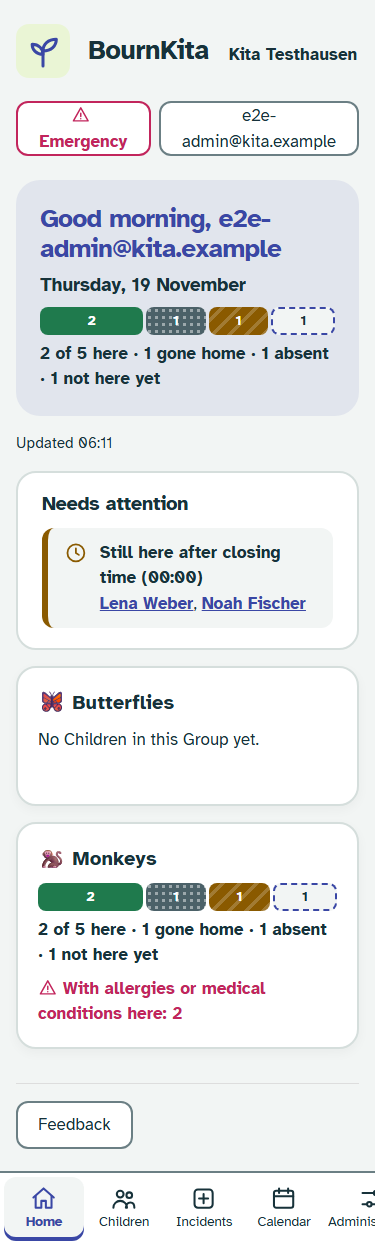 BournKita
Kita Testhausen
Emergency
e2e-
admin@kita.example
Good morning, e2e-
admin@kita.example
Thursday, 19 November
2 1 1 1
2 of 5 here · 1 gone home · 1 absent
· 1 not here yet
Updated 06:11
Needs attention
Still here after closing
time (00:00)
Lena Weber, Noah Fischer
Butterflies
No Children in this Group yet.
Monkeys
2 1 1 1
2 of 5 here · 1 gone home · 1 absent
· 1 not here yet
With allergies or medical
conditions here: 2
Feedback
Home Children Incidents Calendar Adminis